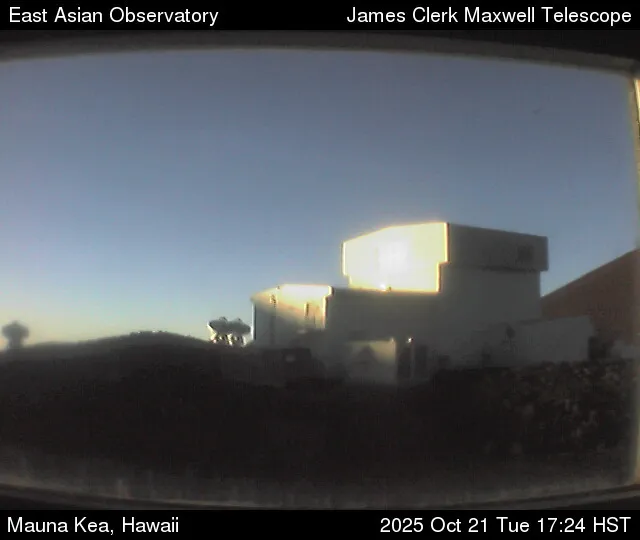 East Asian Observatory
James Clerk Maxwell Telescope
Mauna Kea, Hawaii
2025 Oct 21 Tue 17:24 HST